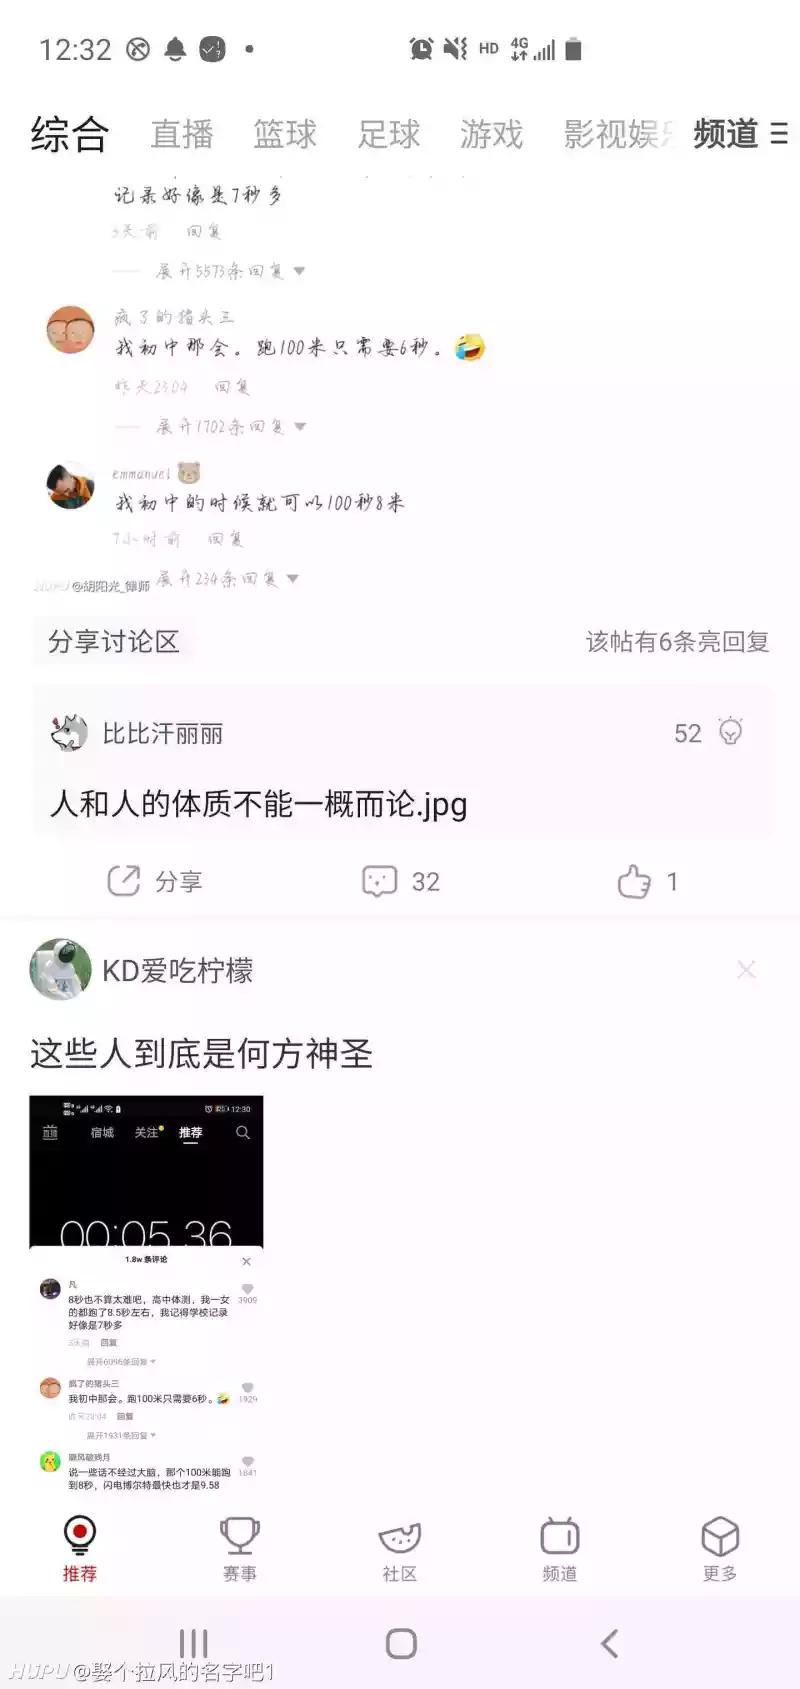 12:32 HD 4G
综合 直播 篮球 足球 游戏 影视娱乐 频道
记录好像是7秒多
3天前 回复
展开5573条回复
疯了的猪头三
我初中那会。跑100米只需要6秒。🤣
昨天23:04 回复
展开1702条回复
emmanuel🐻
我初中的时候就可以100秒8米
7小时前 回复
展开234条回复
HUPU @胡阳光_律师
分享讨论区 该帖有6条亮回复
比比汗丽丽 52
人和人的体质不能一概而论.jpg
分享 32 1
KD爱吃柠檬
这些人到底是何方神圣
12:30
直播 宿城 关注 推荐
00:05.36
1.8w 条评论
凡
8秒也不算太难吧，高中体测，我一女
的都跑了8.5秒左右，我记得学校记录
好像是7秒多
3909
3天前 回复
展开6096条回复
疯了的猪头三
我初中那会。跑100米只需要6秒。🤣
1929
昨天23:04 回复
展开1931条回复
飓风破残月
说一些话不经过大脑，那个100米能跑
到8秒，闪电博尔特最快也才是9.58
1841
推荐 赛事 社区 频道 更多
HUPU @娶个拉风的名字吧1